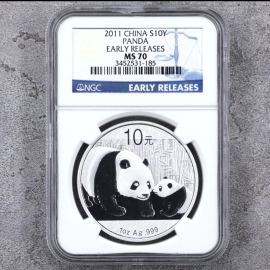 2011 CHINA S10Y
PANDA
EARLY RELEASES
MS 70
3452531-185
NGC
EARLY RELEASES
10元
1oz Ag .999